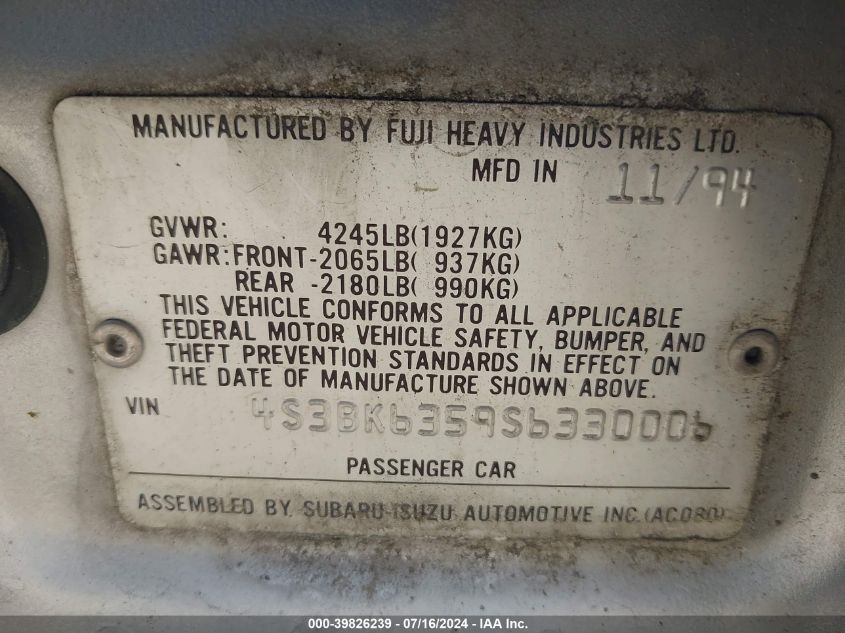 MANUFACTURED BY FUJI HEAVY INDUSTRIES LTD.
MFD IN 11/94
GVWR: 4245LB(1927KG)
GAWR:FRONT-2065LB( 937KG)
REAR -2180LB( 990KG)
THIS VEHICLE CONFORMS TO ALL APPLICABLE
FEDERAL MOTOR VEHICLE SAFETY, BUMPER, AND
THEFT PREVENTION STANDARDS IN EFFECT ON
THE DATE OF MANUFACTURE SHOWN ABOVE.
VIN 4S3BK6359S6330006
PASSENGER CAR
ASSEMBLED BY SUBARU-ISUZU AUTOMOTIVE INC.(AC080)
000-39826239 - 07/16/2024 - IAA Inc.